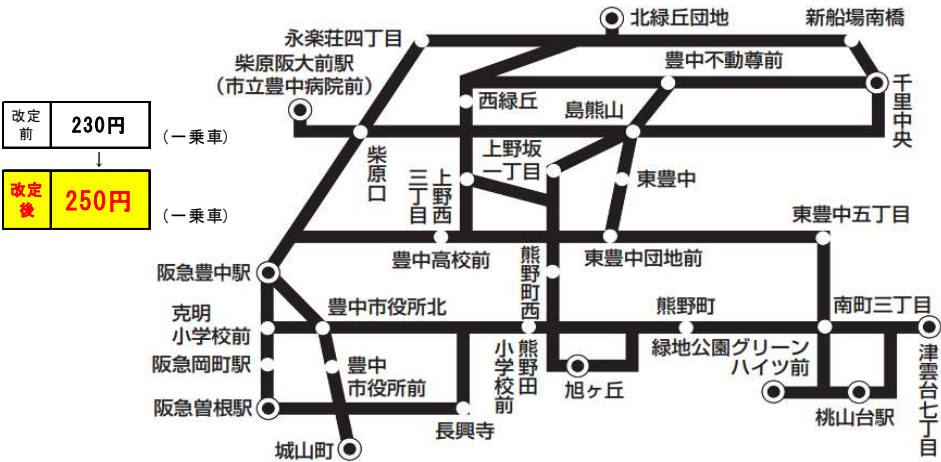 改定
前
230円
(一乗車)
↓
改定
後
250円
(一乗車)
北緑丘団地
新船場南橋
永楽荘四丁目
柴原阪大前駅
(市立豊中病院前)
豊中不動尊前
千里中央
西緑丘
島熊山
柴原口
上野坂
一丁目
上野西
三丁目
東豊中
東豊中五丁目
豊中高校前
熊野町西
東豊中団地前
阪急豊中駅
克明
小学校前
豊中市役所北
熊野町
南町三丁目
阪急岡町駅
豊中
市役所前
熊野田
小学校前
旭ヶ丘
緑地公園グリーン
ハイツ前
津雲台七丁目
阪急曽根駅
長興寺
桃山台駅
城山町